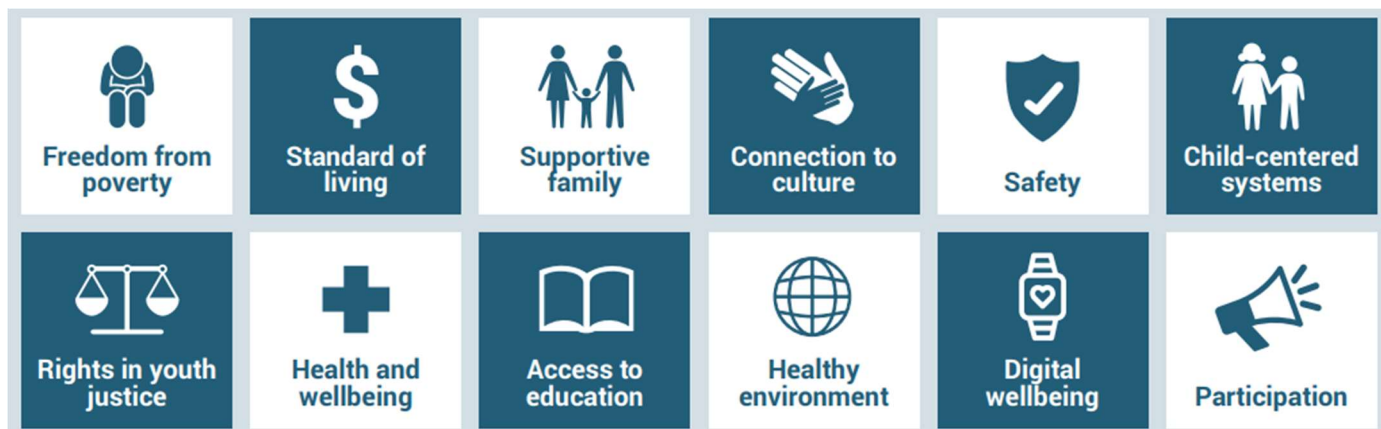 Freedom from
poverty
$
Standard of
living
Supportive
family
Connection to
culture
Safety
Child-centered
systems
Rights in youth
justice
Health and
wellbeing
Access to
education
Healthy
environment
Digital
wellbeing
Participation